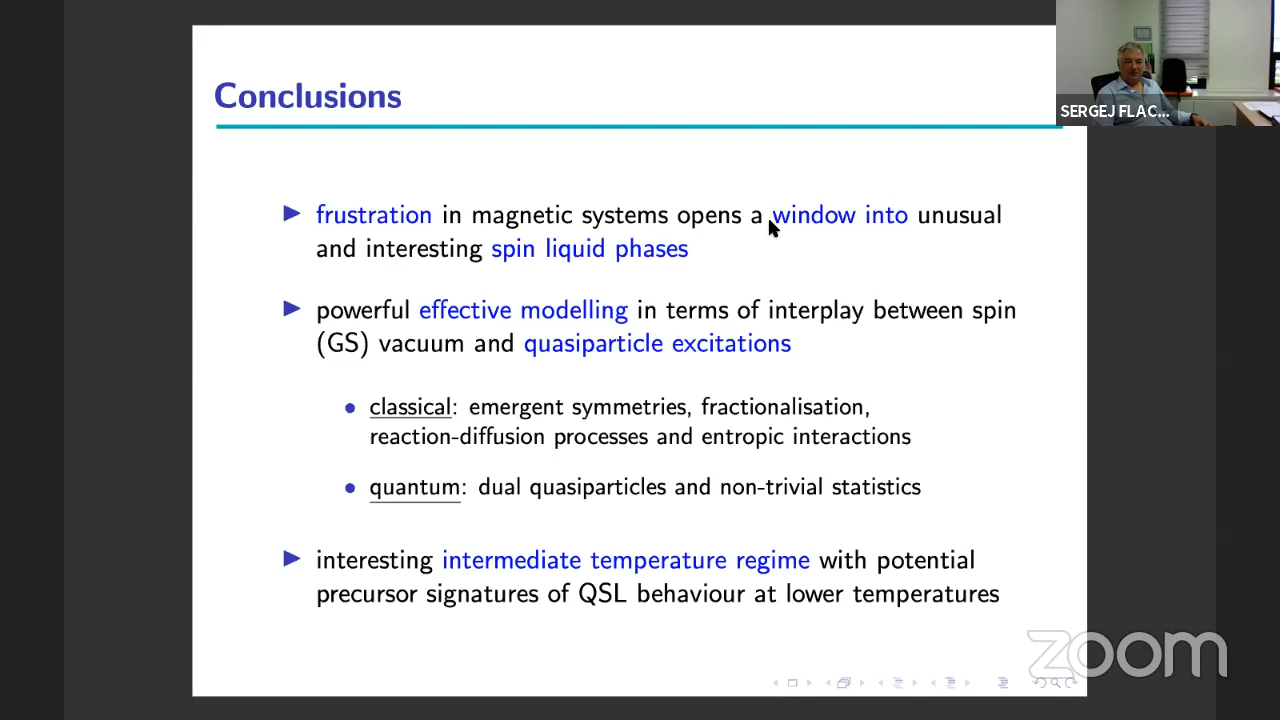 Conclusions
SERGEJ FLAC...
frustration in magnetic systems opens a window into unusual
and interesting spin liquid phases
powerful effective modelling in terms of interplay between spin
(GS) vacuum and quasiparticle excitations
classical: emergent symmetries, fractionalisation,
reaction-diffusion processes and entropic interactions
quantum: dual quasiparticles and non-trivial statistics
interesting intermediate temperature regime with potential
precursor signatures of QSL behaviour at lower temperatures
zoom